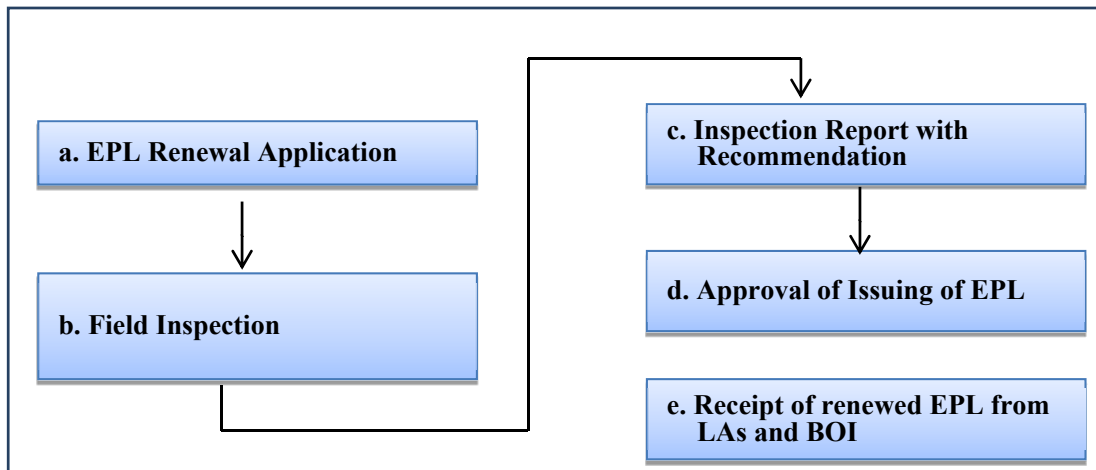 a. EPL Renewal Application
b. Field Inspection
c. Inspection Report with
Recommendation
d. Approval of Issuing of EPL
e. Receipt of renewed EPL from
LAs and BOI